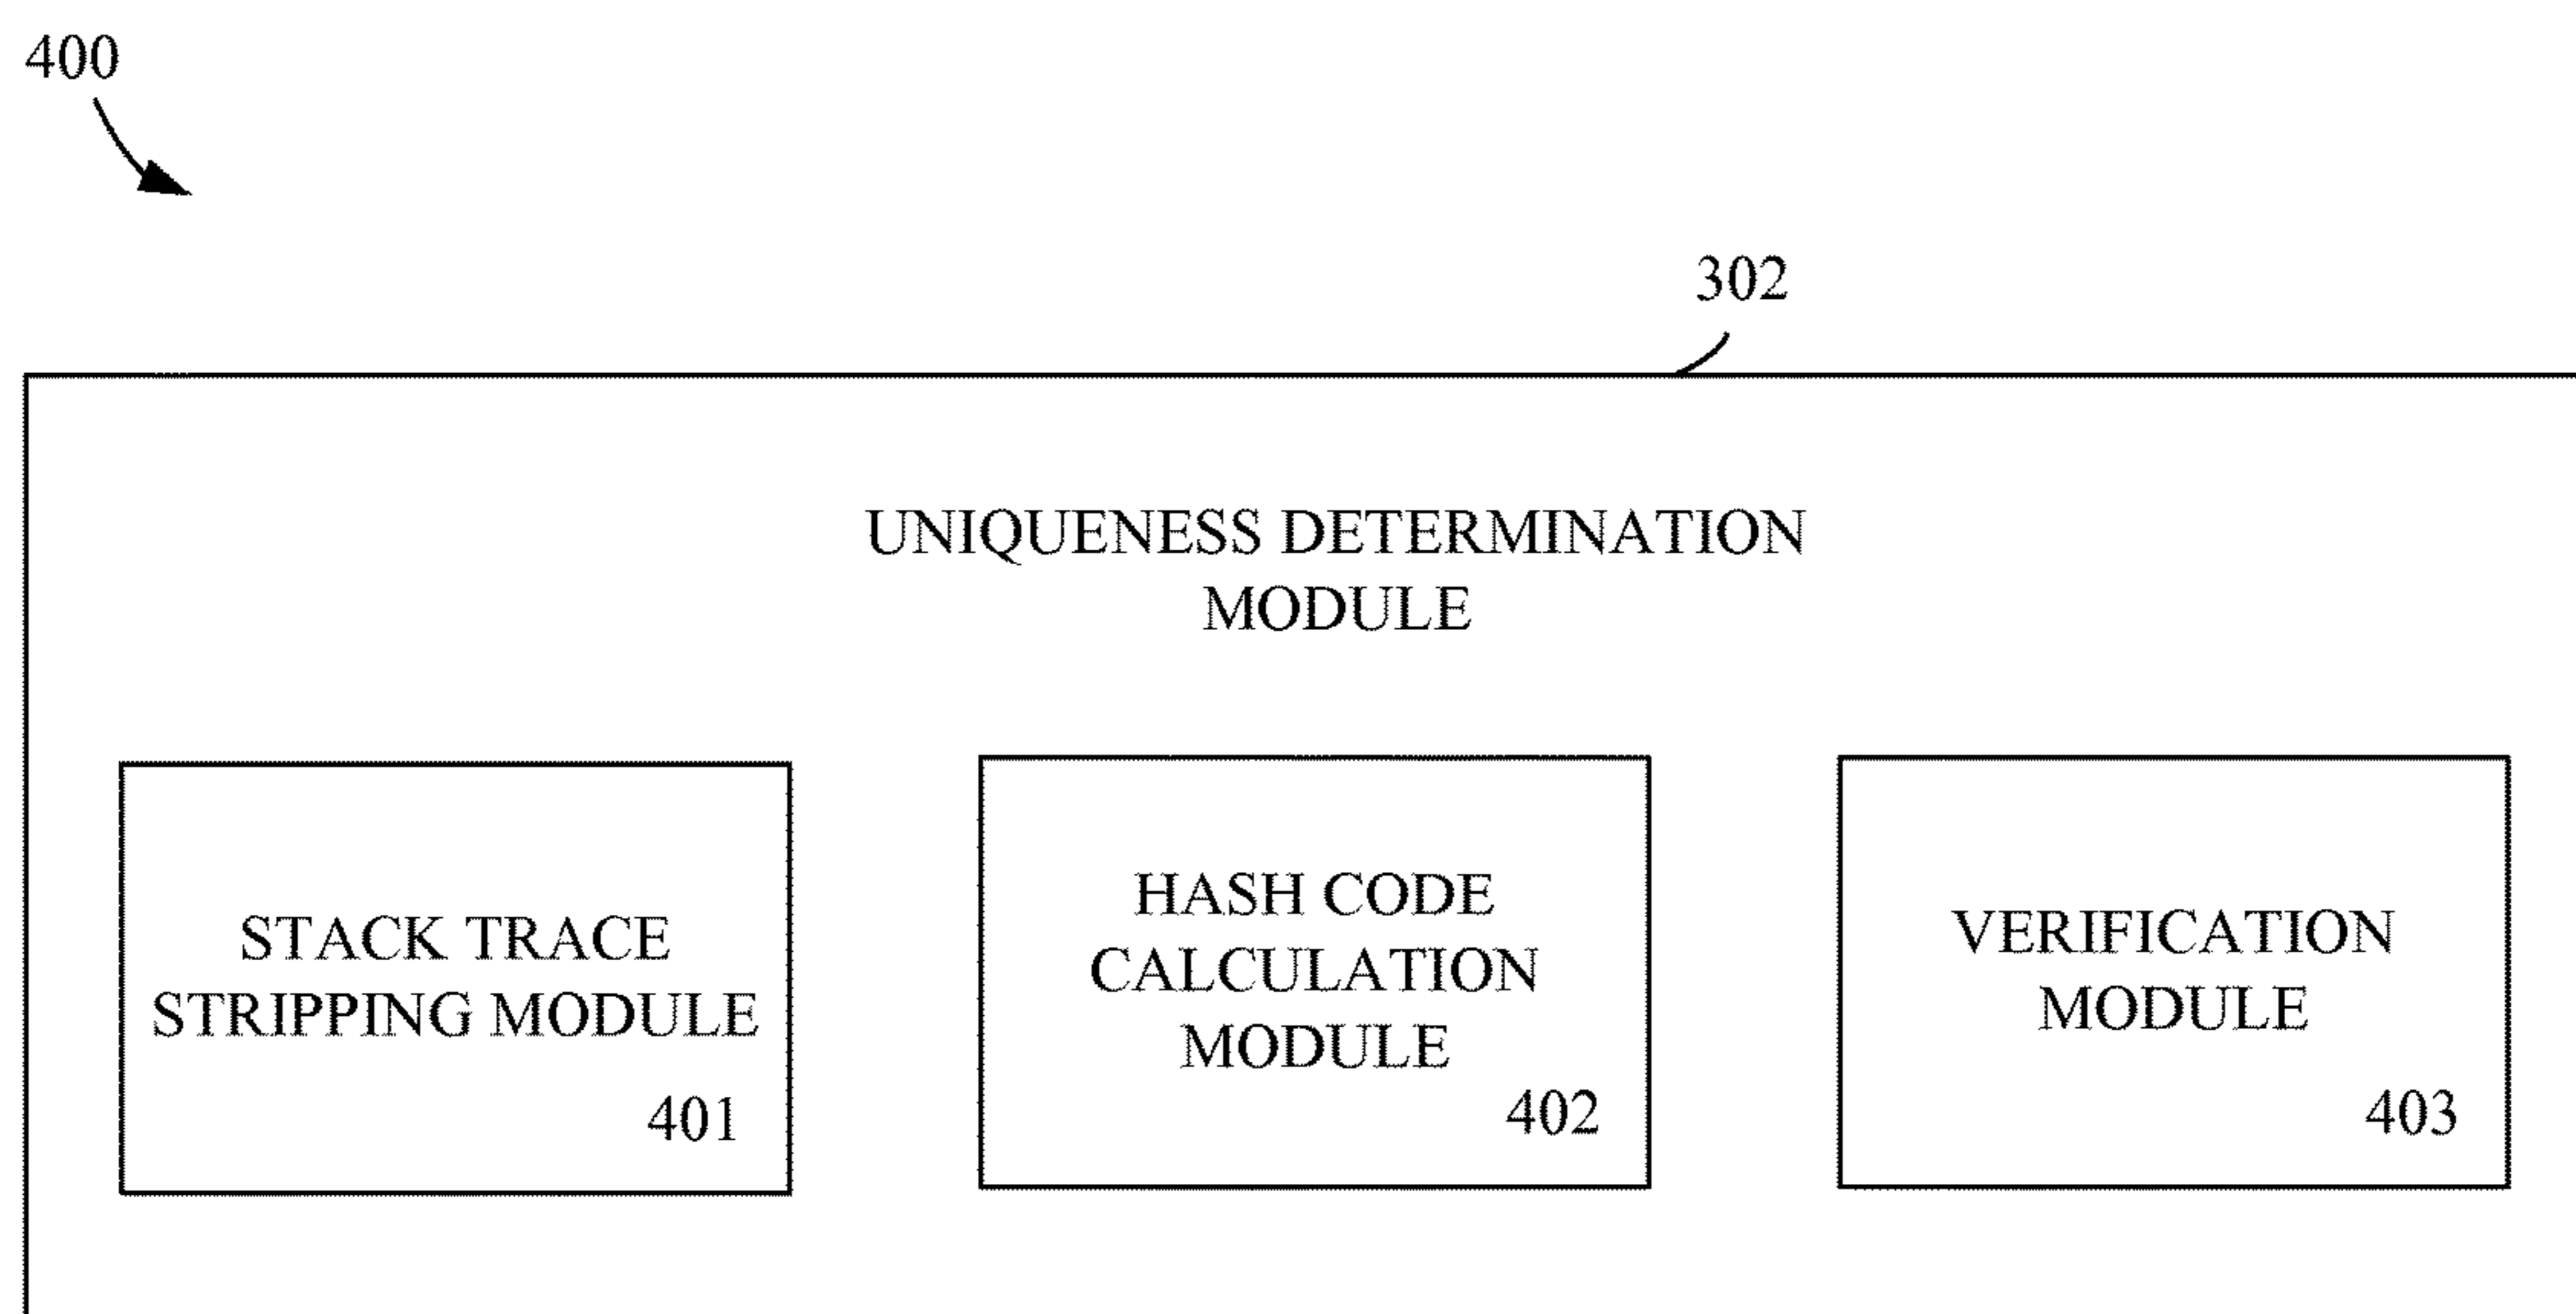 400
302
UNIQUENESS DETERMINATION
MODULE
STACK TRACE
STRIPPING MODULE
401
HASH CODE
CALCULATION
MODULE
402
VERIFICATION
MODULE
403